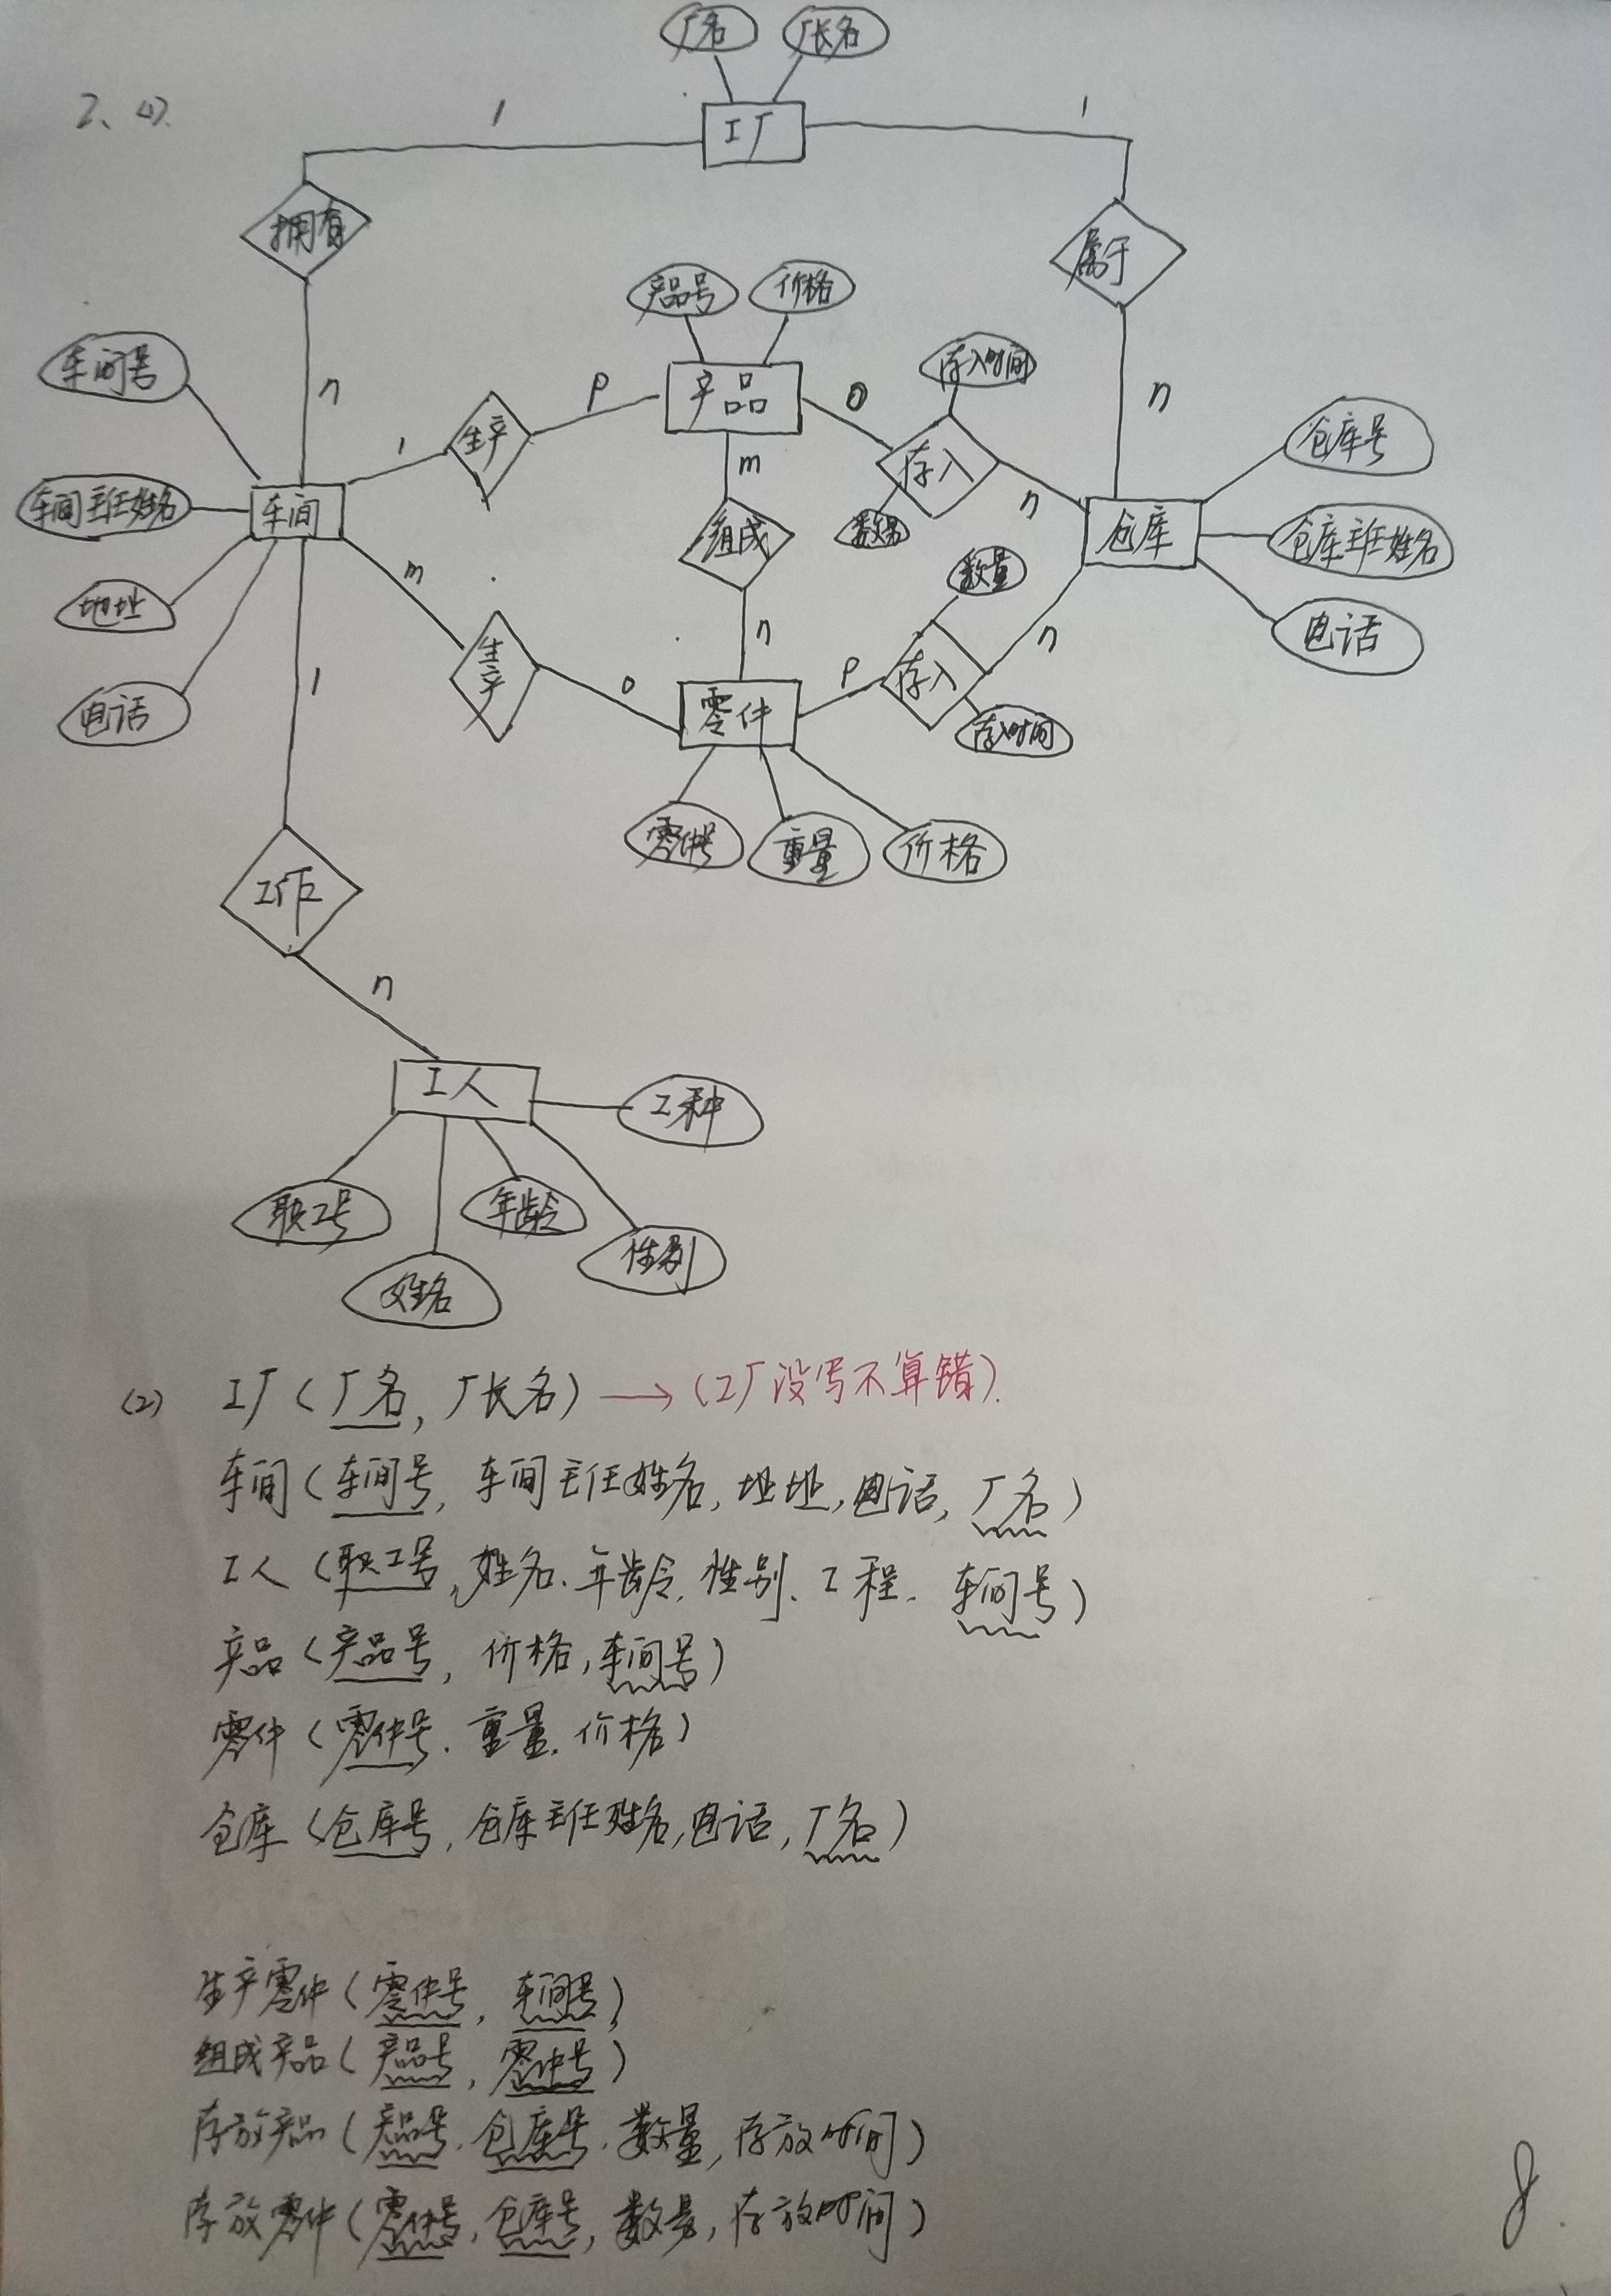 厂名 厂长名
2、(1).
1 工厂 1
拥有 属于
产品号 价格
存入时间
车间号 n 生产 p 产品 o 存入 n 仓库号
1 m n
车间主任姓名 车间 组成 数量 仓库 仓库主任姓名
m 数量
地址 生产 n n 电话
电话 1 o 零件 p 存入 存入时间
零件号 重量 价格
工作
n
工人 工种
职工号 年龄
姓名 性别
(2) 工厂(厂名, 厂长名) → (工厂没写不算错).
车间(车间号, 车间主任姓名, 地址, 电话, 厂名)
工人(职工号, 姓名、年龄、性别、工程、车间号)
产品(产品号, 价格, 车间号)
零件(零件号、重量、价格)
仓库(仓库号, 仓库主任姓名, 电话, 厂名)
生产零件(零件号, 车间号)
组成产品(产品号, 零件号)
存放产品(产品号、仓库号、数量, 存放时间)
存放零件(零件号, 仓库号, 数量, 存放时间)
8